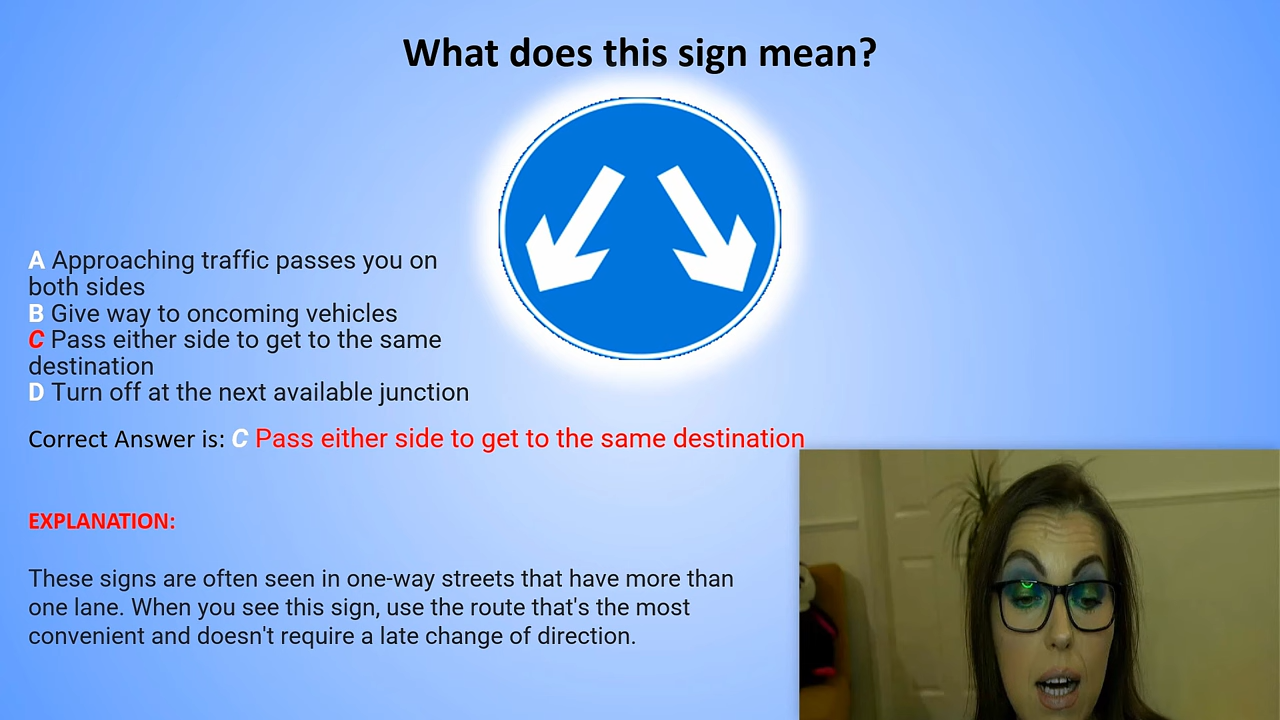 What does this sign mean?
A Approaching traffic passes you on
both sides
B Give way to oncoming vehicles
C Pass either side to get to the same
destination
D Turn off at the next available junction
Correct Answer is: C Pass either side to get to the same destination
EXPLANATION:
These signs are often seen in one-way streets that have more than
one lane. When you see this sign, use the route that's the most
convenient and doesn't require a late change of direction.